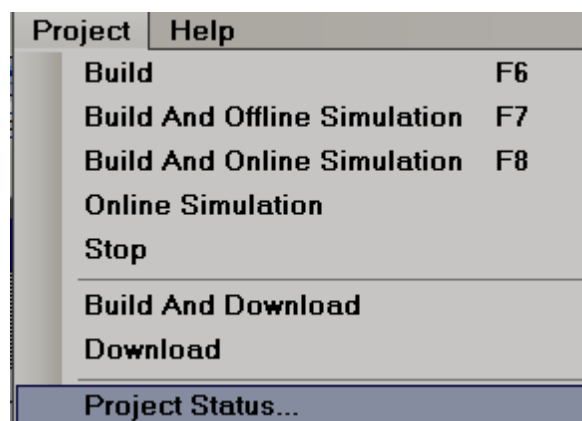 Project Help
Build F6
Build And Offline Simulation F7
Build And Online Simulation F8
Online Simulation
Stop
Build And Download
Download
Project Status...